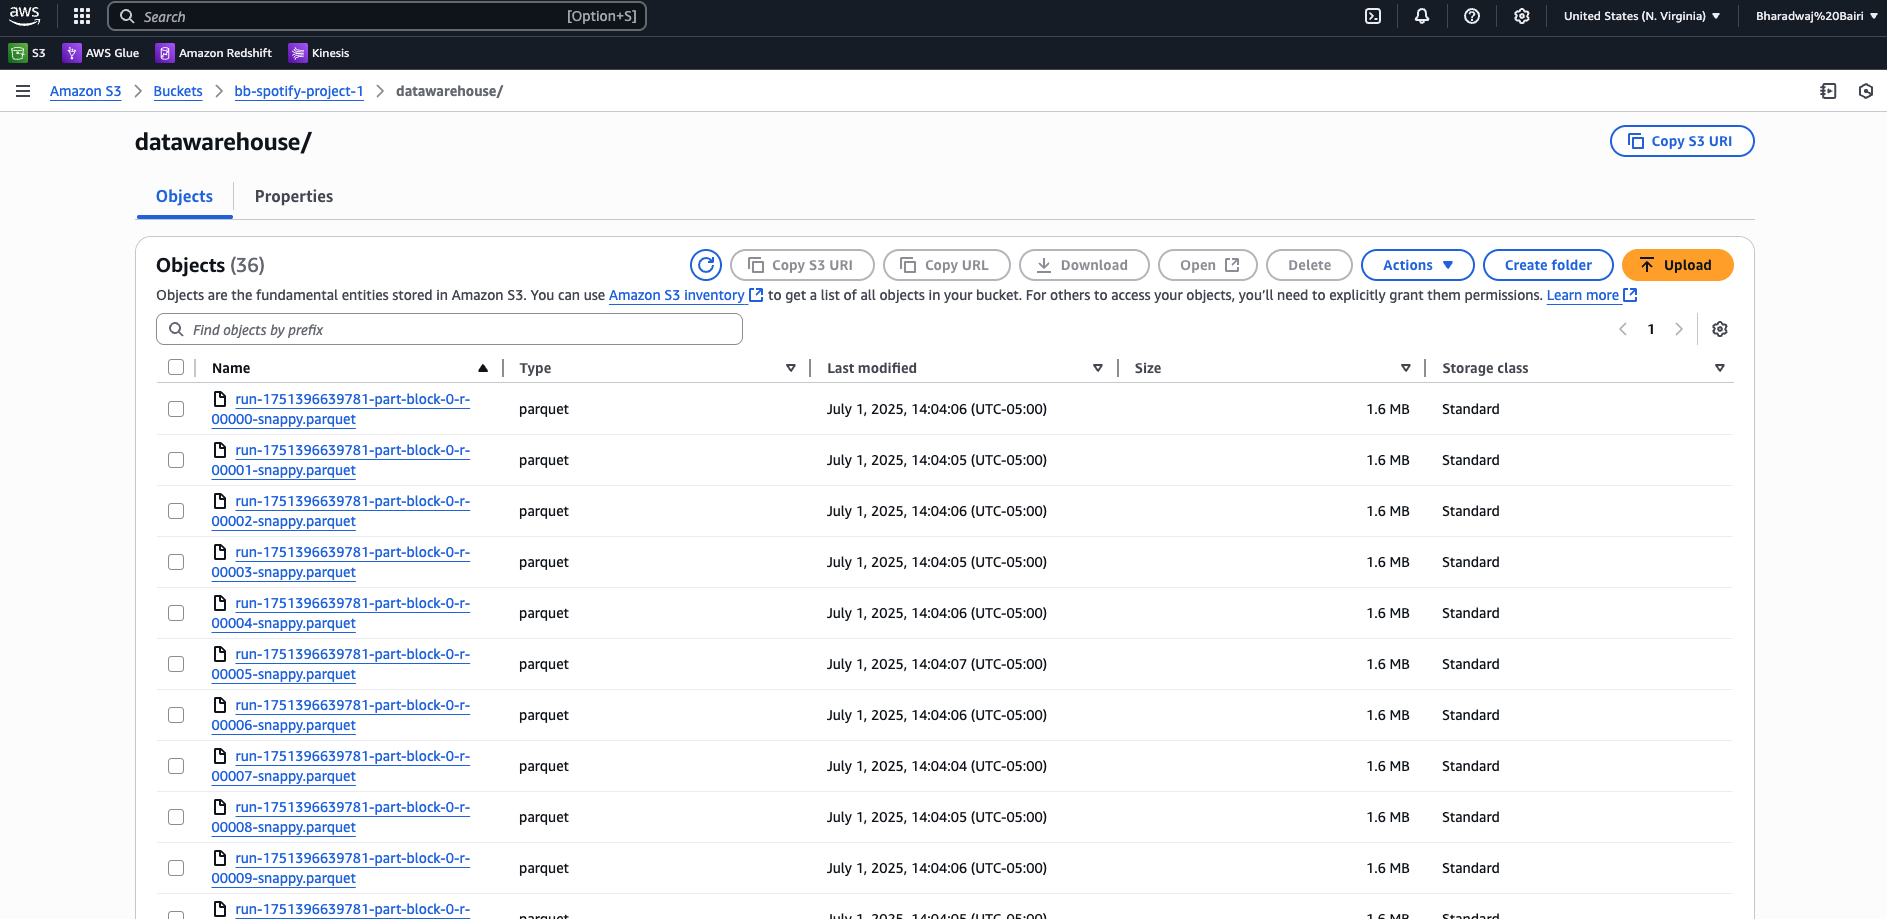 aws
Search [Option+S] United States (N. Virginia) Bharadwaj%20Bairi
S3 AWS Glue Amazon Redshift Kinesis
Amazon S3 Buckets bb-spotify-project-1 datawarehouse/
datawarehouse/ Copy S3 URI
Objects Properties
Objects (36) Copy S3 URI Copy URL Download Open Delete Actions Create folder Upload
Objects are the fundamental entities stored in Amazon S3. You can use Amazon S3 inventory to get a list of all objects in your bucket. For others to access your objects, you'll need to explicitly grant them permissions. Learn more
Find objects by prefix 1
Name Type Last modified Size Storage class
run-1751396639781-part-block-0-r-
00000-snappy.parquet parquet July 1, 2025, 14:04:06 (UTC-05:00) 1.6 MB Standard
run-1751396639781-part-block-0-r-
00001-snappy.parquet parquet July 1, 2025, 14:04:05 (UTC-05:00) 1.6 MB Standard
run-1751396639781-part-block-0-r-
00002-snappy.parquet parquet July 1, 2025, 14:04:06 (UTC-05:00) 1.6 MB Standard
run-1751396639781-part-block-0-r-
00003-snappy.parquet parquet July 1, 2025, 14:04:05 (UTC-05:00) 1.6 MB Standard
run-1751396639781-part-block-0-r-
00004-snappy.parquet parquet July 1, 2025, 14:04:06 (UTC-05:00) 1.6 MB Standard
run-1751396639781-part-block-0-r-
00005-snappy.parquet parquet July 1, 2025, 14:04:07 (UTC-05:00) 1.6 MB Standard
run-1751396639781-part-block-0-r-
00006-snappy.parquet parquet July 1, 2025, 14:04:06 (UTC-05:00) 1.6 MB Standard
run-1751396639781-part-block-0-r-
00007-snappy.parquet parquet July 1, 2025, 14:04:04 (UTC-05:00) 1.6 MB Standard
run-1751396639781-part-block-0-r-
00008-snappy.parquet parquet July 1, 2025, 14:04:05 (UTC-05:00) 1.6 MB Standard
run-1751396639781-part-block-0-r-
00009-snappy.parquet parquet July 1, 2025, 14:04:06 (UTC-05:00) 1.6 MB Standard
run-1751396639781-part-block-0-r-